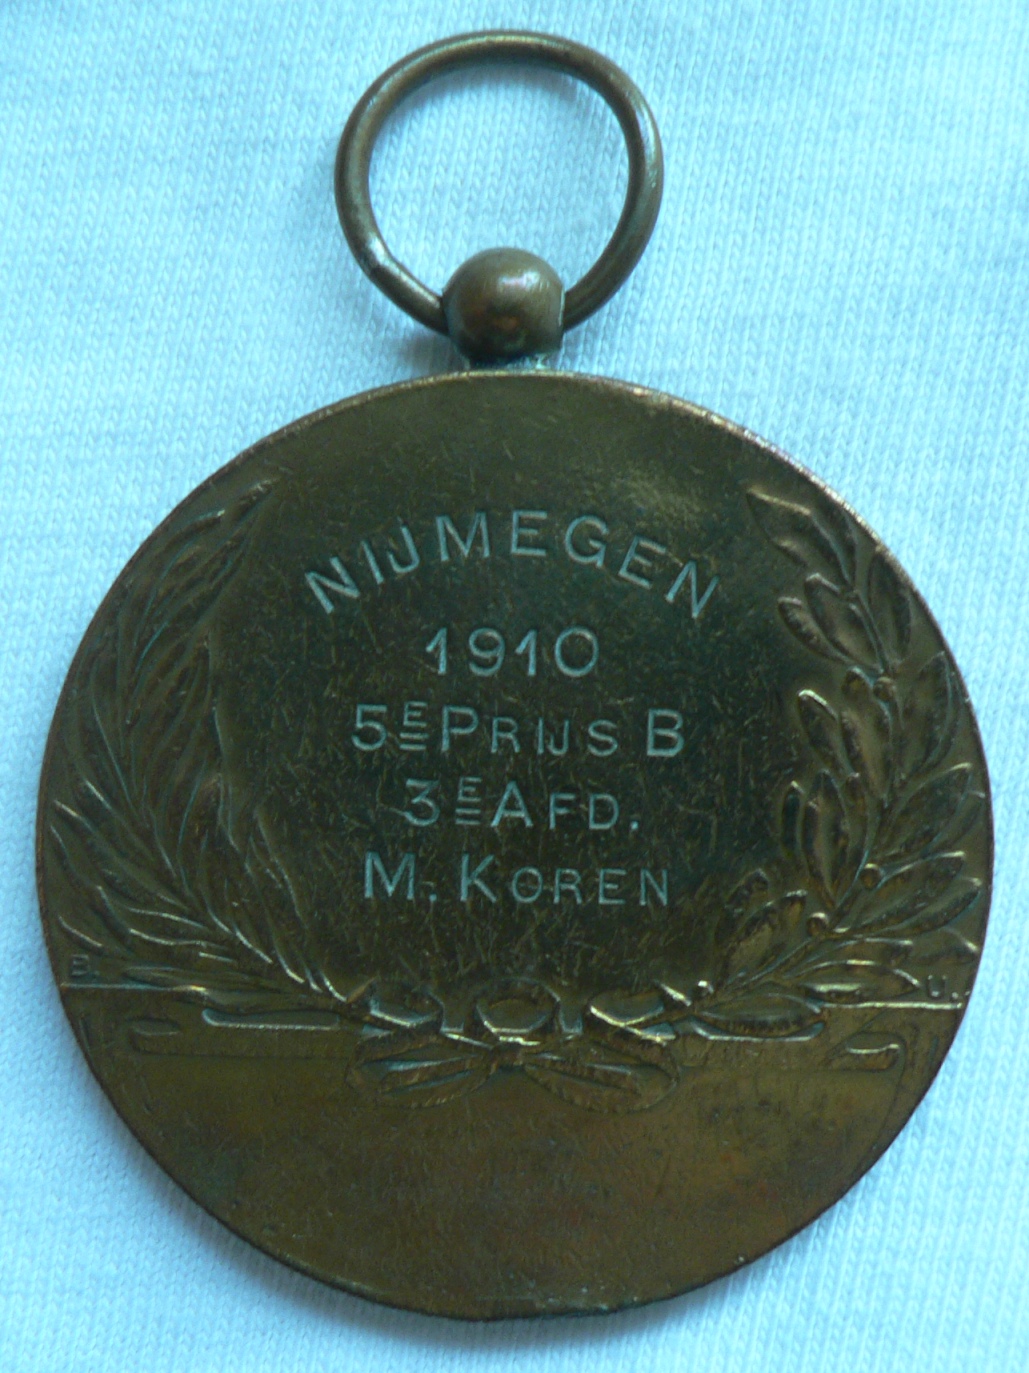 NIJMEGEN
1910
5E PRIJS B
3E AFD.
M. KOREN
B. U.